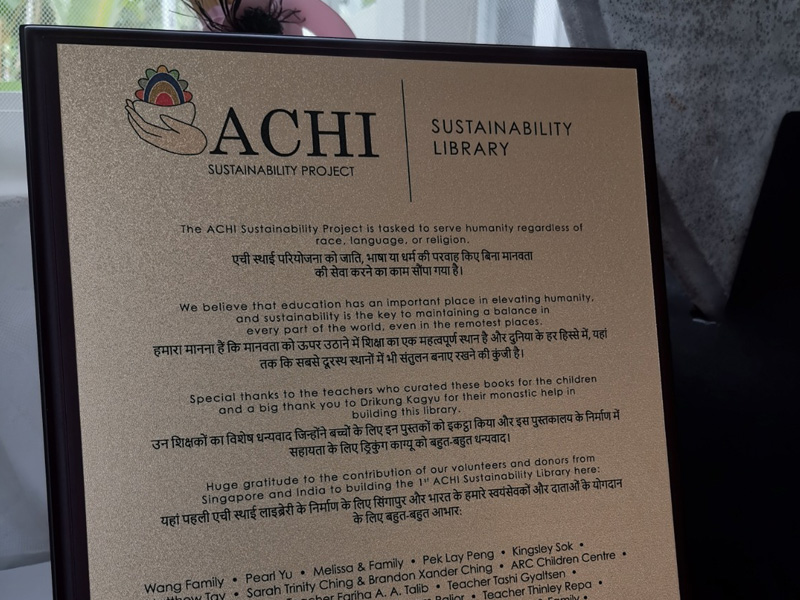 ACHI
SUSTAINABILITY PROJECT
SUSTAINABILITY
LIBRARY
The ACHI Sustainability Project is tasked to serve humanity regardless of
race, language, or religion.
एची स्थाई परियोजना को जाति, भाषा या धर्म की परवाह किए बिना मानवता
की सेवा करने का काम सौंपा गया है।
We believe that education has an important place in elevating humanity,
and sustainability is the key to maintaining a balance in
every part of the world, even in the remotest places.
हमारा मानना हैं कि मानवता को ऊपर उठाने में शिक्षा का एक महत्वपूर्ण स्थान है और दुनिया के हर हिस्से में, यहां
तक कि सबसे दूरस्थ स्थानों में भी संतुलन बनाए रखने की कुंजी है।
Special thanks to the teachers who curated these books for the children
and a big thank you to Drikung Kagyu for their monastic help in
building this library.
उन शिक्षकों का विशेष धन्यवाद जिन्होंने बच्चों के लिए इन पुस्तकों को इकट्ठा किया और इस पुस्तकालय के निर्माण में
सहायता के लिए ड्रिकुंग काग्यू को बहुत-बहुत धन्यवाद।
Huge gratitude to the contribution of our volunteers and donors from
Singapore and India to building the 1st ACHI Sustainability Library here:
यहां पहली एची स्थाई लाइब्रेरी के निर्माण के लिए सिंगापुर और भारत के हमारे स्वयंसेवकों और दाताओं के योगदान
के लिए बहुत-बहुत आभार:
Wang Family • Pearl Yu • Melissa & Family • Pek Lay Peng • Kingsley Sok •
Tay • Sarah Trinity Ching & Brandon Xander Ching • ARC Children Centre •
Fariha A. A. Talib • Teacher Tashi Gyaltsen •
• Teacher Thinley Repa •
Family •